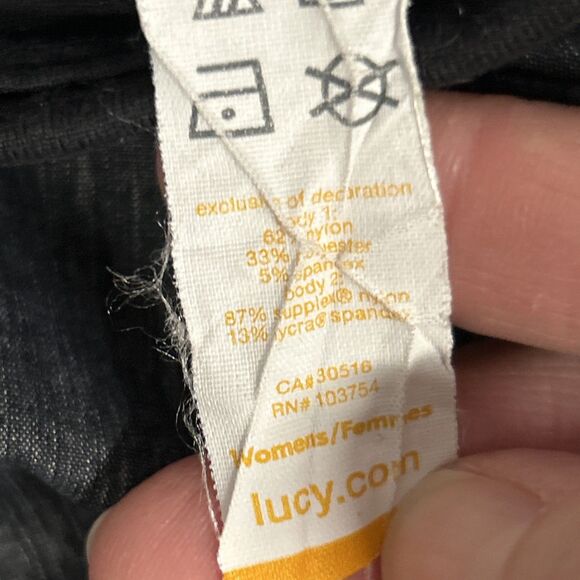 exclusive of decoration
body 1:
62% nylon
33% polyester
5% spandex
body 2:
87% supplex® nylon
13% lycra® spandex
CA#30516
RN# 103754
Womens/Femmes
lucy.com